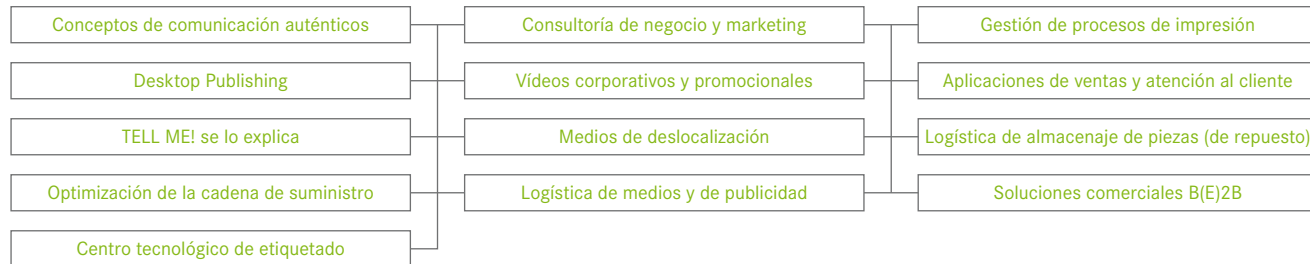 Conceptos de comunicación auténticos
Consultoría de negocio y marketing
Gestión de procesos de impresión
Desktop Publishing
Vídeos corporativos y promocionales
Aplicaciones de ventas y atención al cliente
TELL ME! se lo explica
Medios de deslocalización
Logística de almacenaje de piezas (de repuesto)
Optimización de la cadena de suministro
Logística de medios y de publicidad
Soluciones comerciales B(E)2B
Centro tecnológico de etiquetado